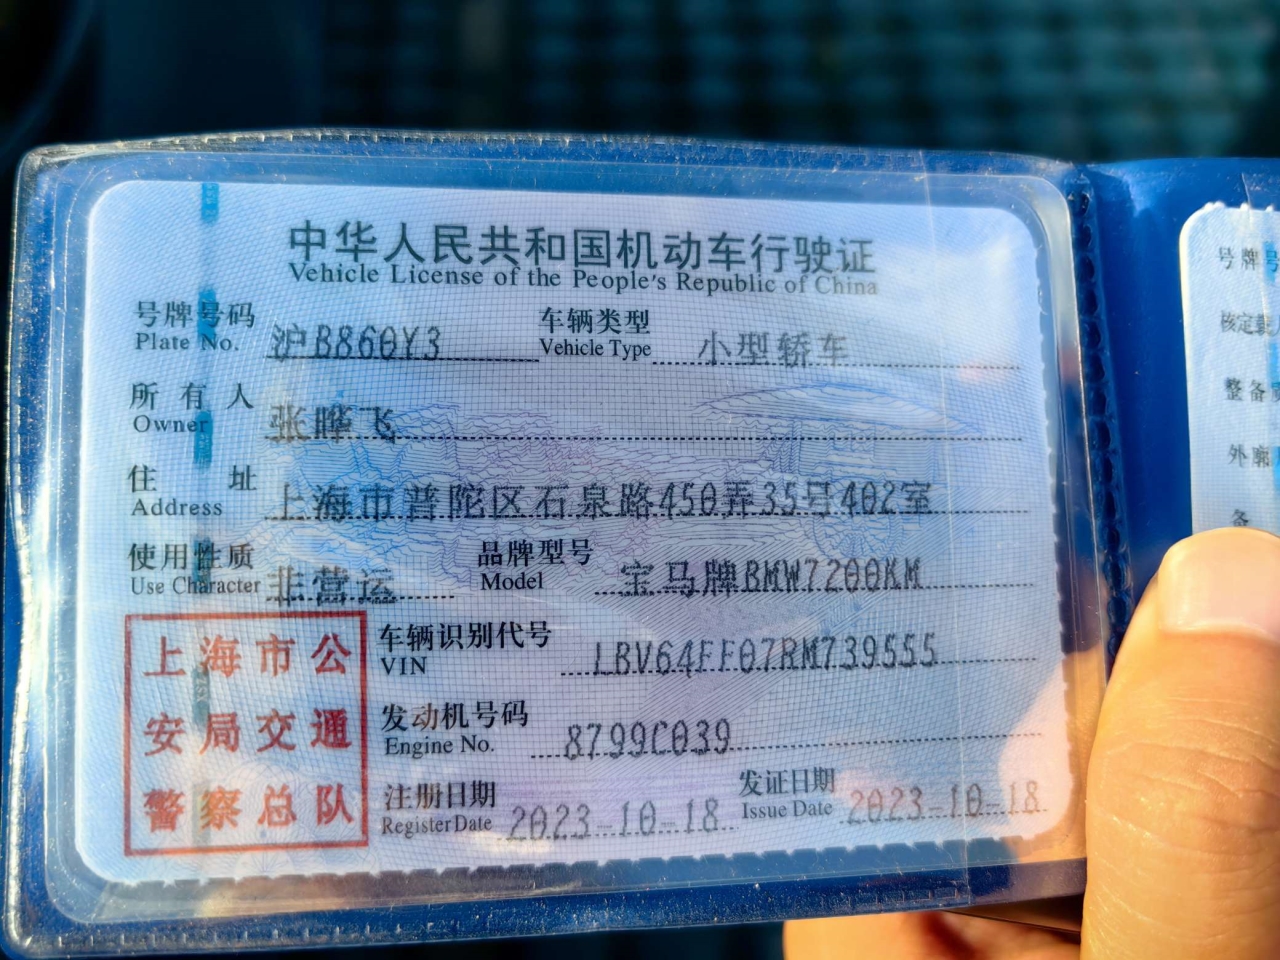 中华人民共和国机动车行驶证
Vehicle License of the People's Republic of China
号牌号码 沪B860Y3 车辆类型 小型轿车
Plate No. Vehicle Type
所有人 张晔飞
Owner
住址 上海市普陀区石泉路450弄35号402室
Address
使用性质 非营运 品牌型号 宝马牌BMW7200KM
Use Character Model
车辆识别代号 LBV64FF07RM739555
VIN
发动机号码 8799C039
Engine No.
注册日期 2023-10-18 发证日期 2023-10-18
Register Date Issue Date
上海市公
安局交通
警察总队
号牌号
核定载
整备质
外廓
备